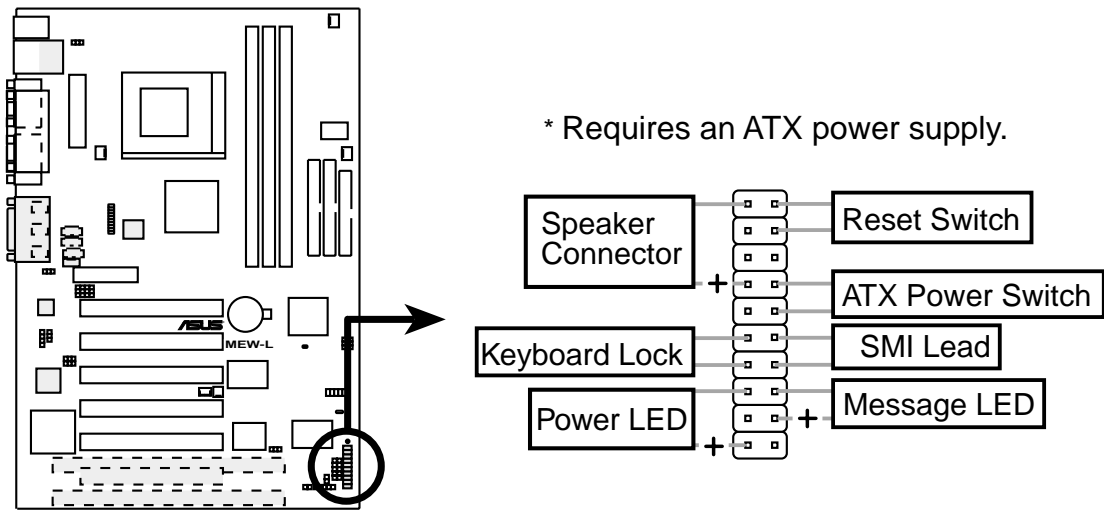 * Requires an ATX power supply.
Speaker
Connector
Reset Switch
+
ATX Power Switch
Keyboard Lock
SMI Lead
Power LED
Message LED
+
+
ASUS
MEW-L